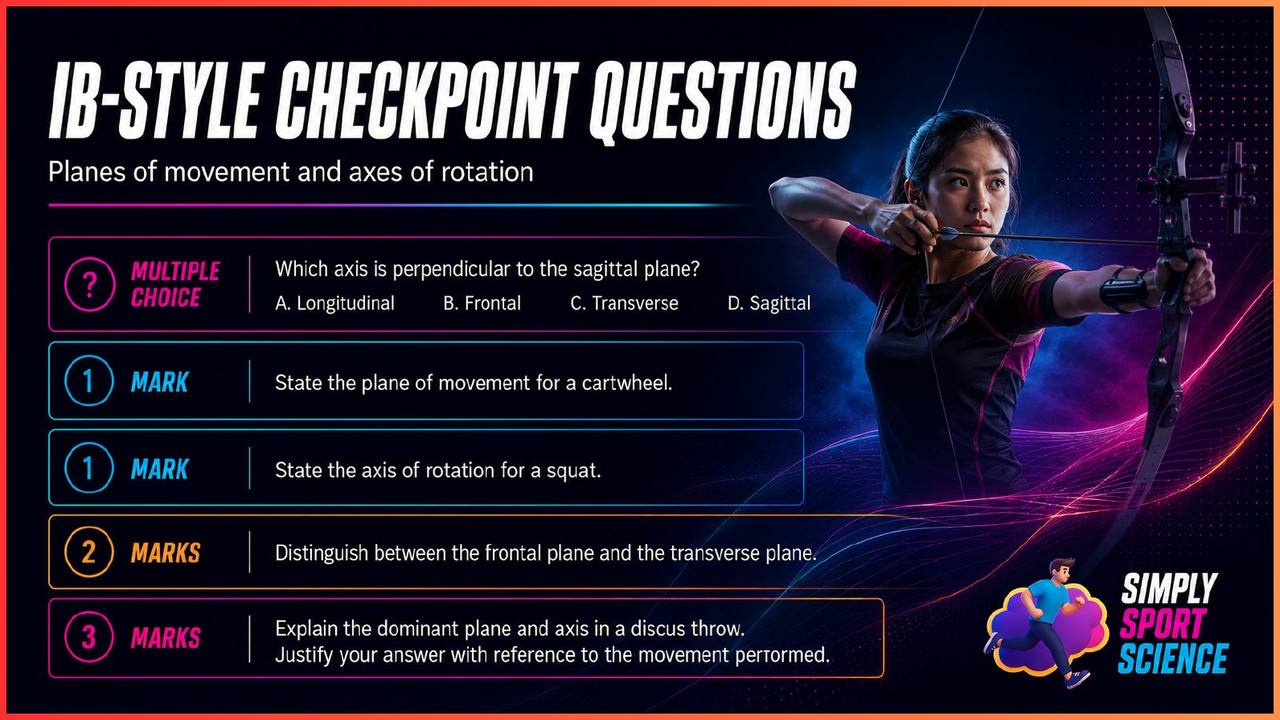 IB-STYLE CHECKPOINT QUESTIONS
Planes of movement and axes of rotation
?
MULTIPLE
CHOICE
Which axis is perpendicular to the sagittal plane?
A. Longitudinal B. Frontal C. Transverse D. Sagittal
1 MARK
State the plane of movement for a cartwheel.
1 MARK
State the axis of rotation for a squat.
2 MARKS
Distinguish between the frontal plane and the transverse plane.
3 MARKS
Explain the dominant plane and axis in a discus throw.
Justify your answer with reference to the movement performed.
SIMPLY
SPORT
SCIENCE